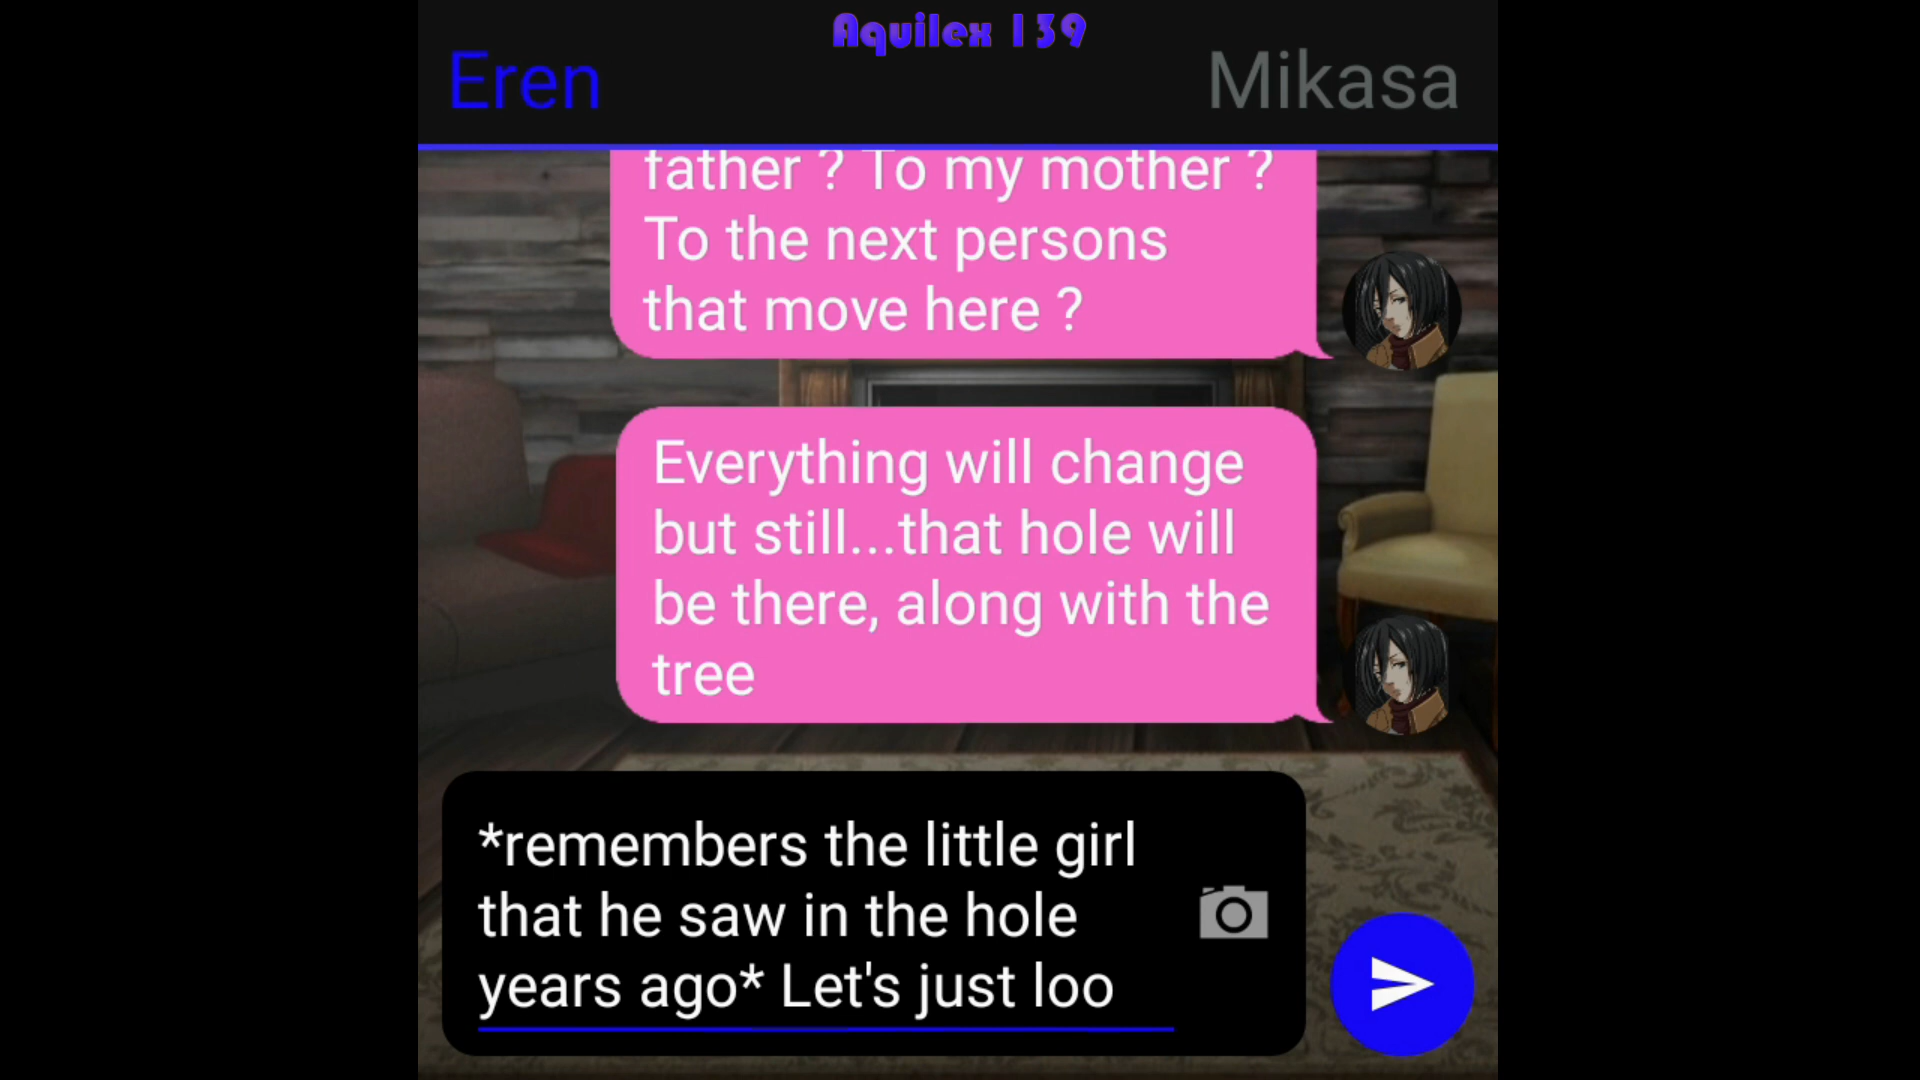 Aquilex 139
Eren
Mikasa
father ? To my mother ?
To the next persons
that move here ?
Everything will change
but still...that hole will
be there, along with the
tree
*remembers the little girl
that he saw in the hole
years ago* Let's just loo